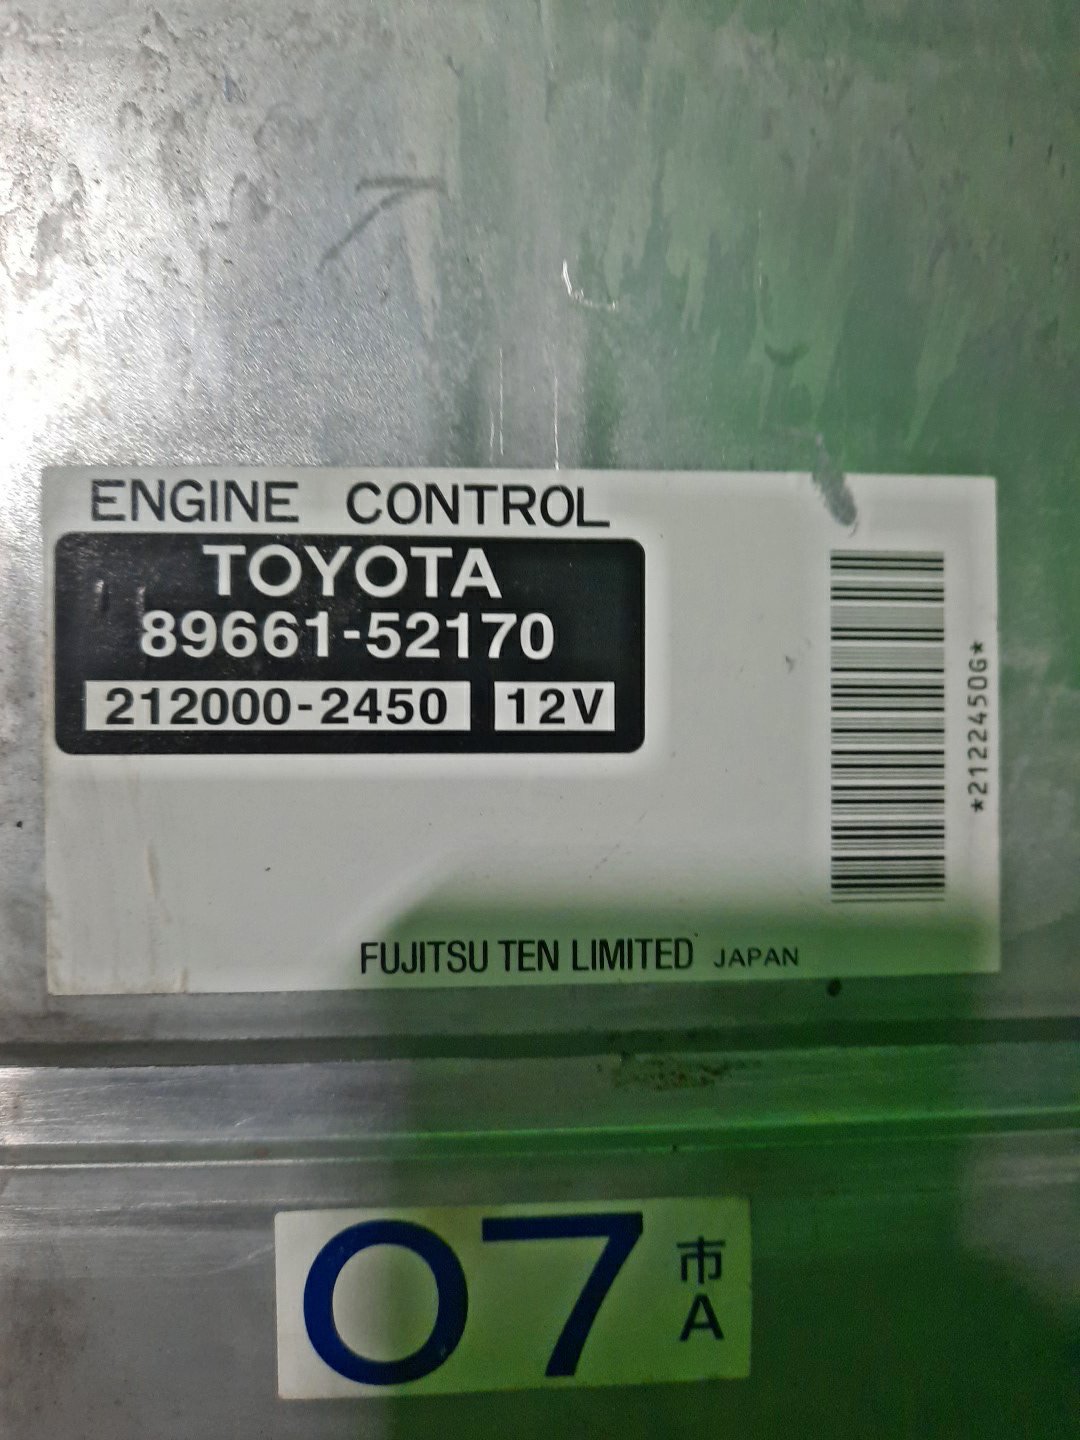 ENGINE CONTROL
TOYOTA
89661-52170
212000-2450 12V
*2122450G*
FUJITSU TEN LIMITED JAPAN
07 市
A